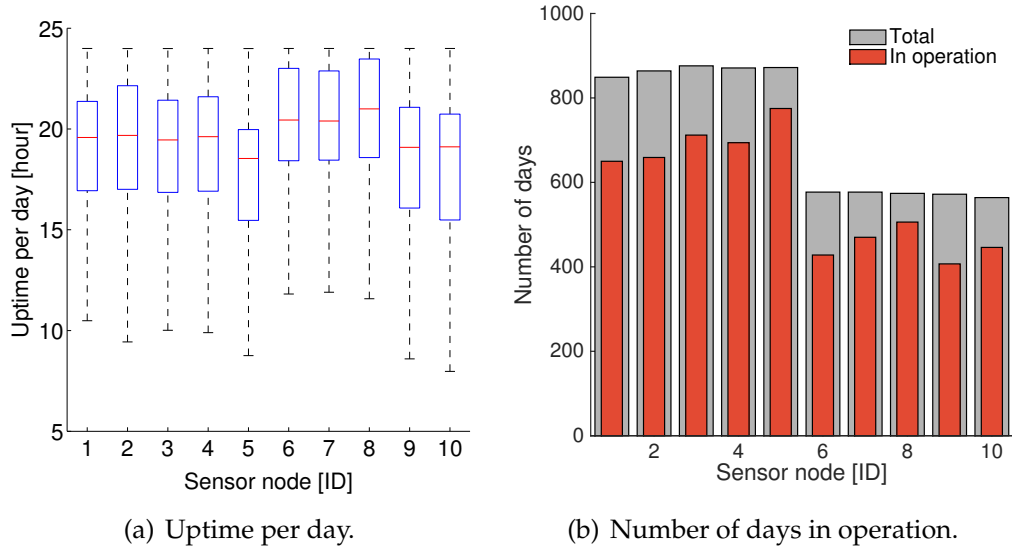 25
20
15
10
5
Uptime per day [hour]
1 2 3 4 5 6 7 8 9 10
Sensor node [ID]
(a) Uptime per day.
1000
800
600
400
200
0
Number of days
Total
In operation
2 4 6 8 10
Sensor node [ID]
(b) Number of days in operation.